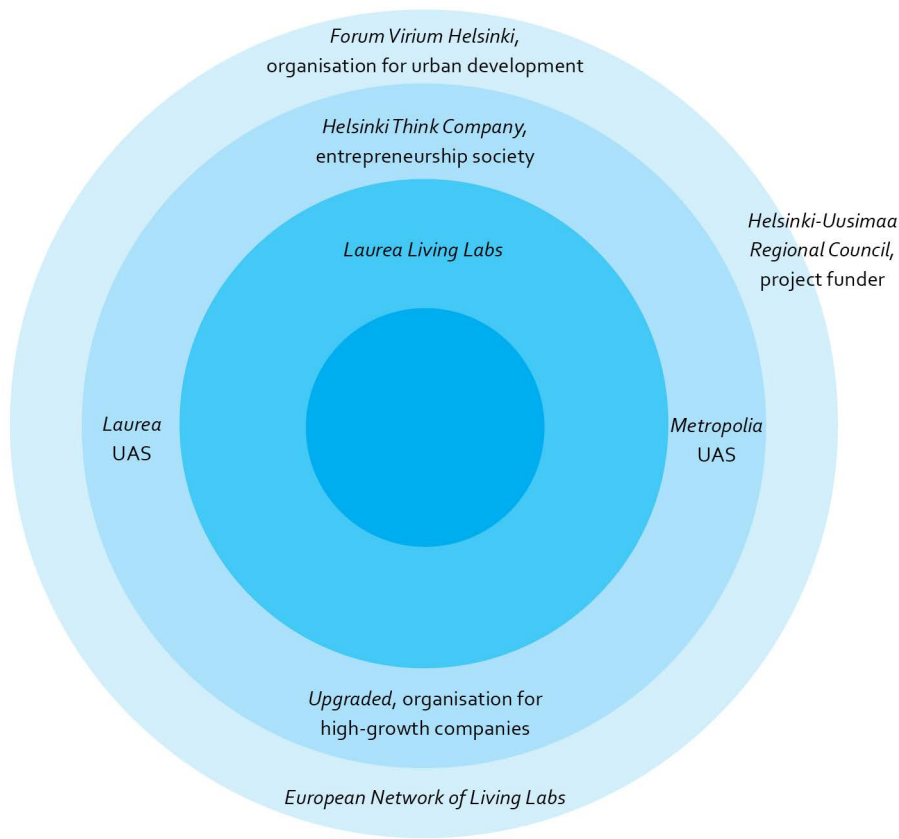 Forum Virium Helsinki,
organisation for urban development
Helsinki Think Company,
entrepreneurship society
Helsinki-Uusimaa
Regional Council,
project funder
Laurea Living Labs
Laurea
UAS
Metropolia
UAS
Upgraded, organisation for
high-growth companies
European Network of Living Labs